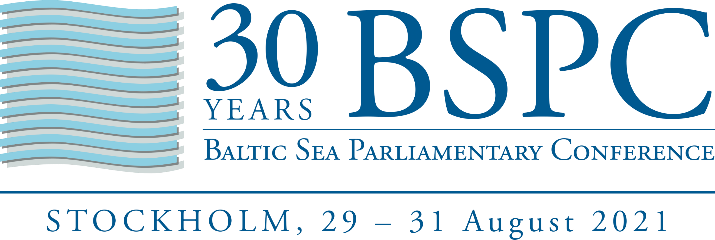 30 BSPC
YEARS
BALTIC SEA PARLIAMENTARY CONFERENCE
STOCKHOLM, 29 – 31 August 2021